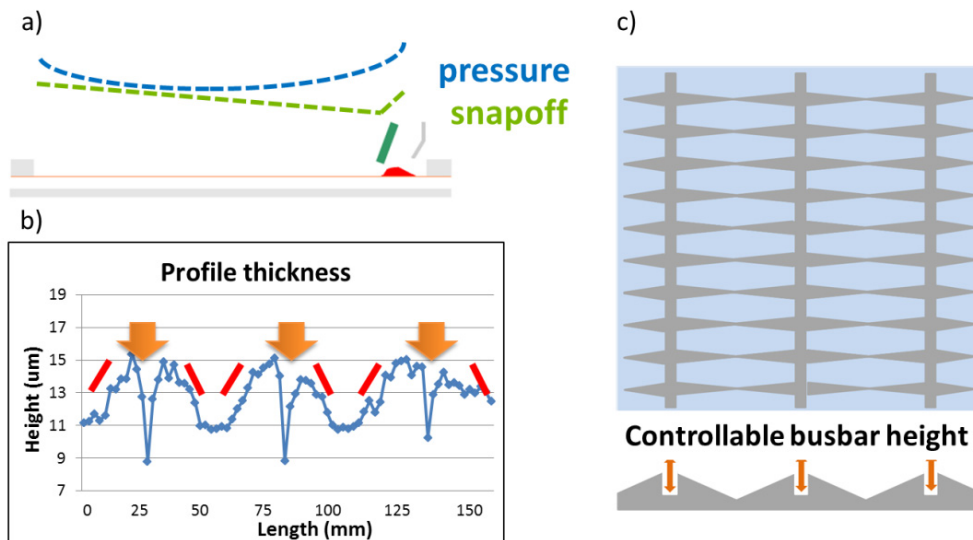 a)
pressure
snapoff
b)
Profile thickness
19
17
15
13
11
9
7
Height (um)
0 25 50 75 100 125 150
Length (mm)
c)
Controllable busbar height